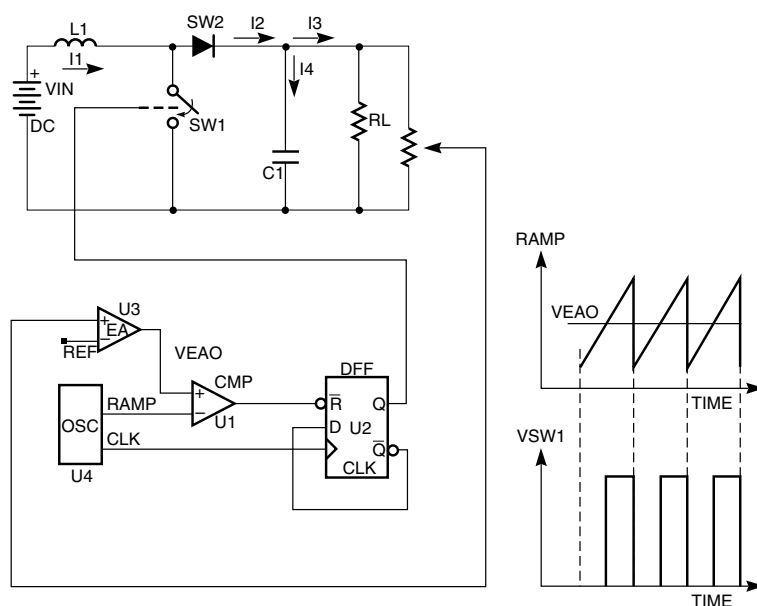 L1
SW2
I2
I3
I1
I4
+
VIN
DC
SW1
RL
C1
U3
+
EA
−
REF
VEAO
DFF
RAMP
CMP
+
−
U1
R
Q
D
U2
Q
CLK
OSC
CLK
U4
RAMP
VEAO
TIME
VSW1
TIME